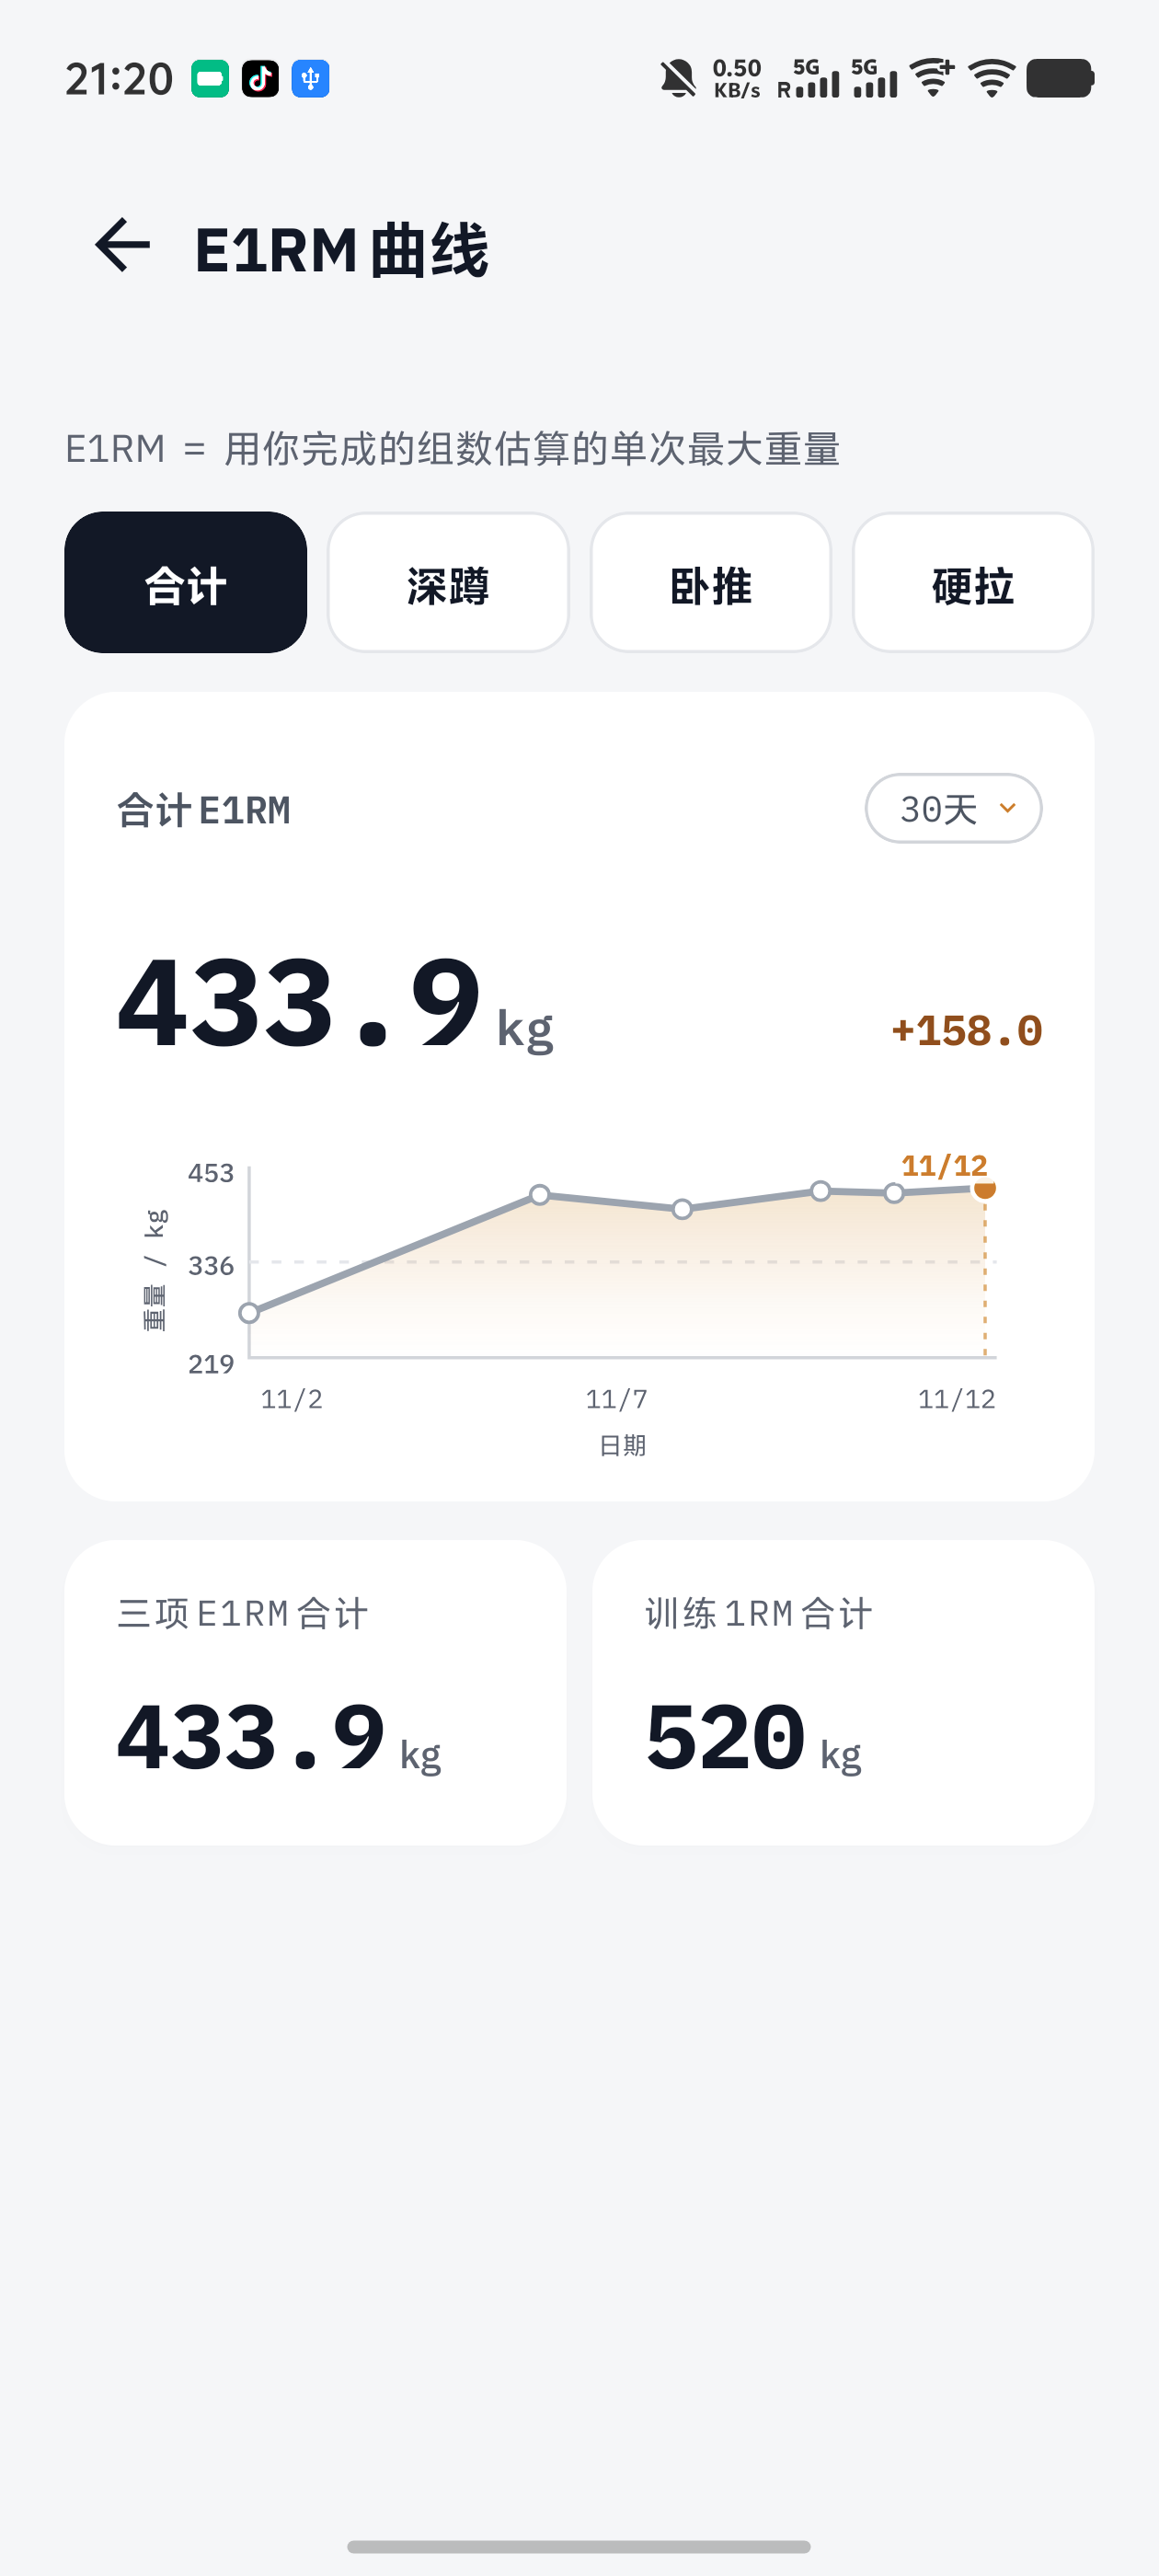 21:20
0.50 KB/s
5G
R
5G
E1RM 曲线
E1RM = 用你完成的组数估算的单次最大重量
合计 深蹲 卧推 硬拉
合计 E1RM
30天
433.9 kg
+158.0
11/12
453
336
219
重量 / kg
11/2 11/7 11/12
日期
三项 E1RM 合计
433.9 kg
训练 1RM 合计
520 kg